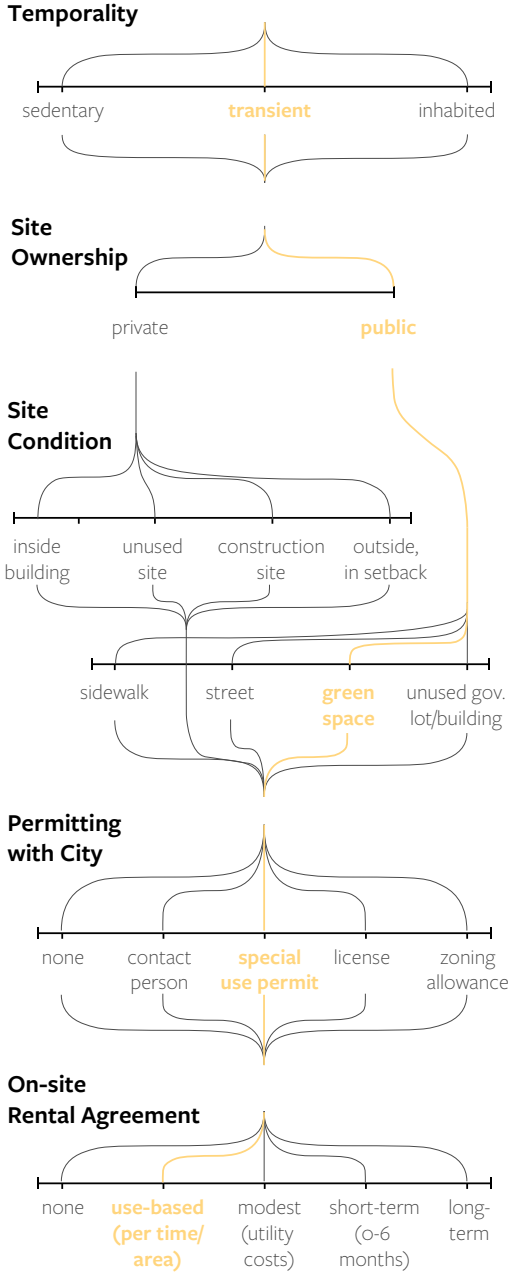 Temporality
sedentary transient inhabited
Site
Ownership
private public
Site
Condition
inside unused construction outside,
building site site in setback
sidewalk street green unused gov.
space lot/building
Permitting
with City
none contact special license zoning
person use permit allowance
On-site
Rental Agreement
none use-based modest short-term long-
(per time/ (utility (0-6 term
area) costs) months)